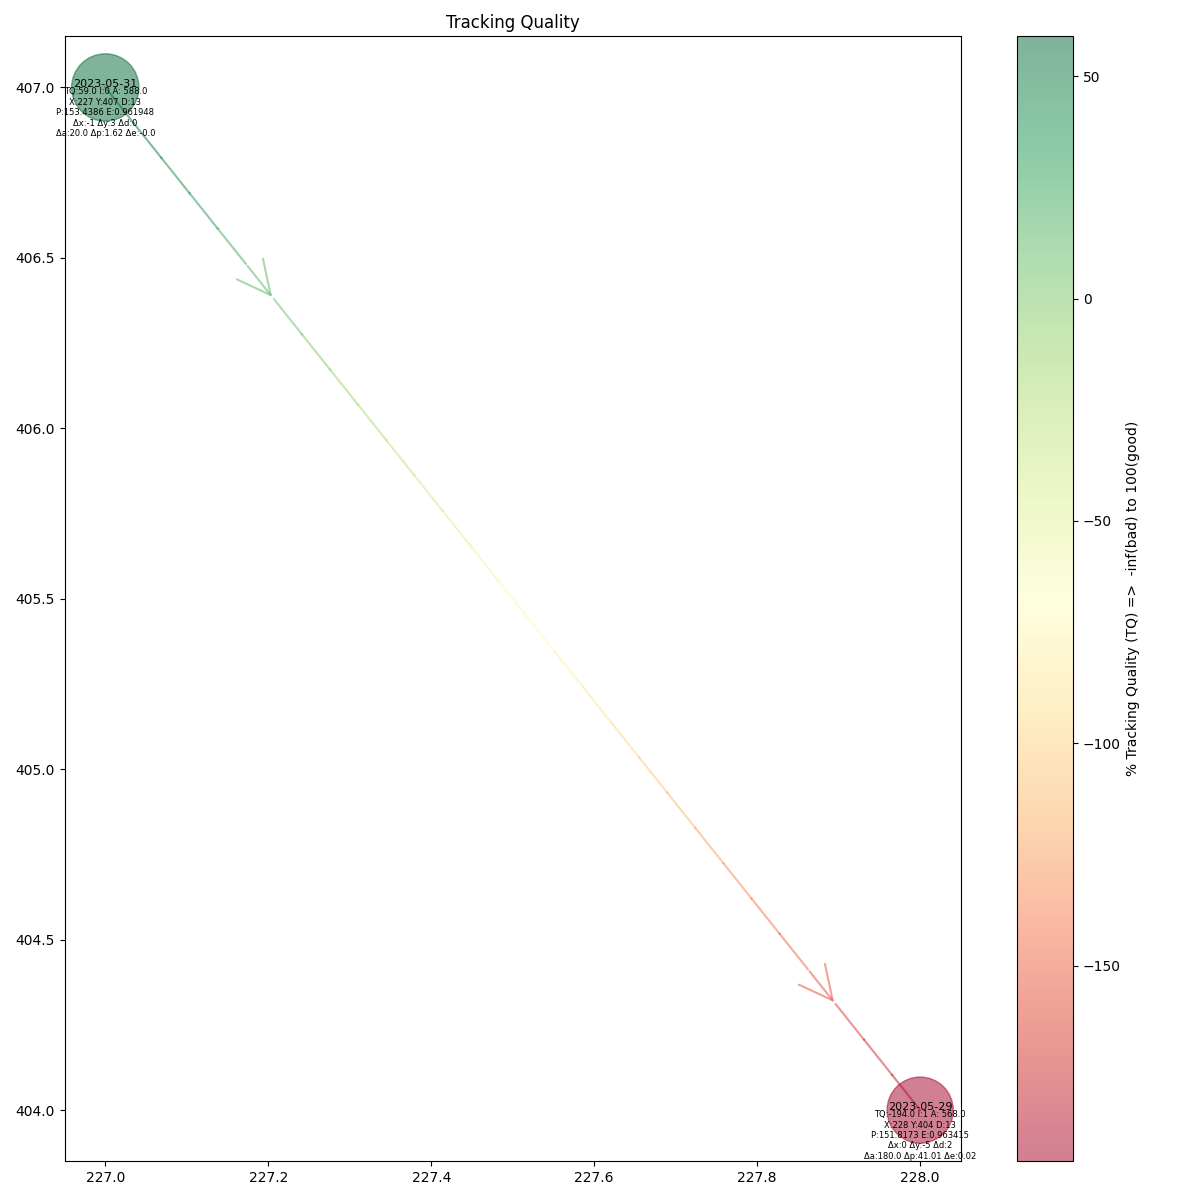 Tracking Quality
407.0
406.5
406.0
405.5
405.0
404.5
404.0
2023-05-31
TQ:59.0 I:6 A: 588.0
X:227 Y:407 D:13
P:153.4386 E:0.961948
Δx:-1 Δy:3 Δd:0
Δa:20.0 Δp:1.62 Δe:-0.0
2023-05-29
TQ:-194.0 I:1 A: 568.0
X:228 Y:404 D:13
P:151.8173 E:0.963415
Δx:0 Δy:-5 Δd:2
Δa:180.0 Δp:41.01 Δe:0.02
227.0 227.2 227.4 227.6 227.8 228.0
50
0
−50
−100
−150
% Tracking Quality (TQ) => -inf(bad) to 100(good)